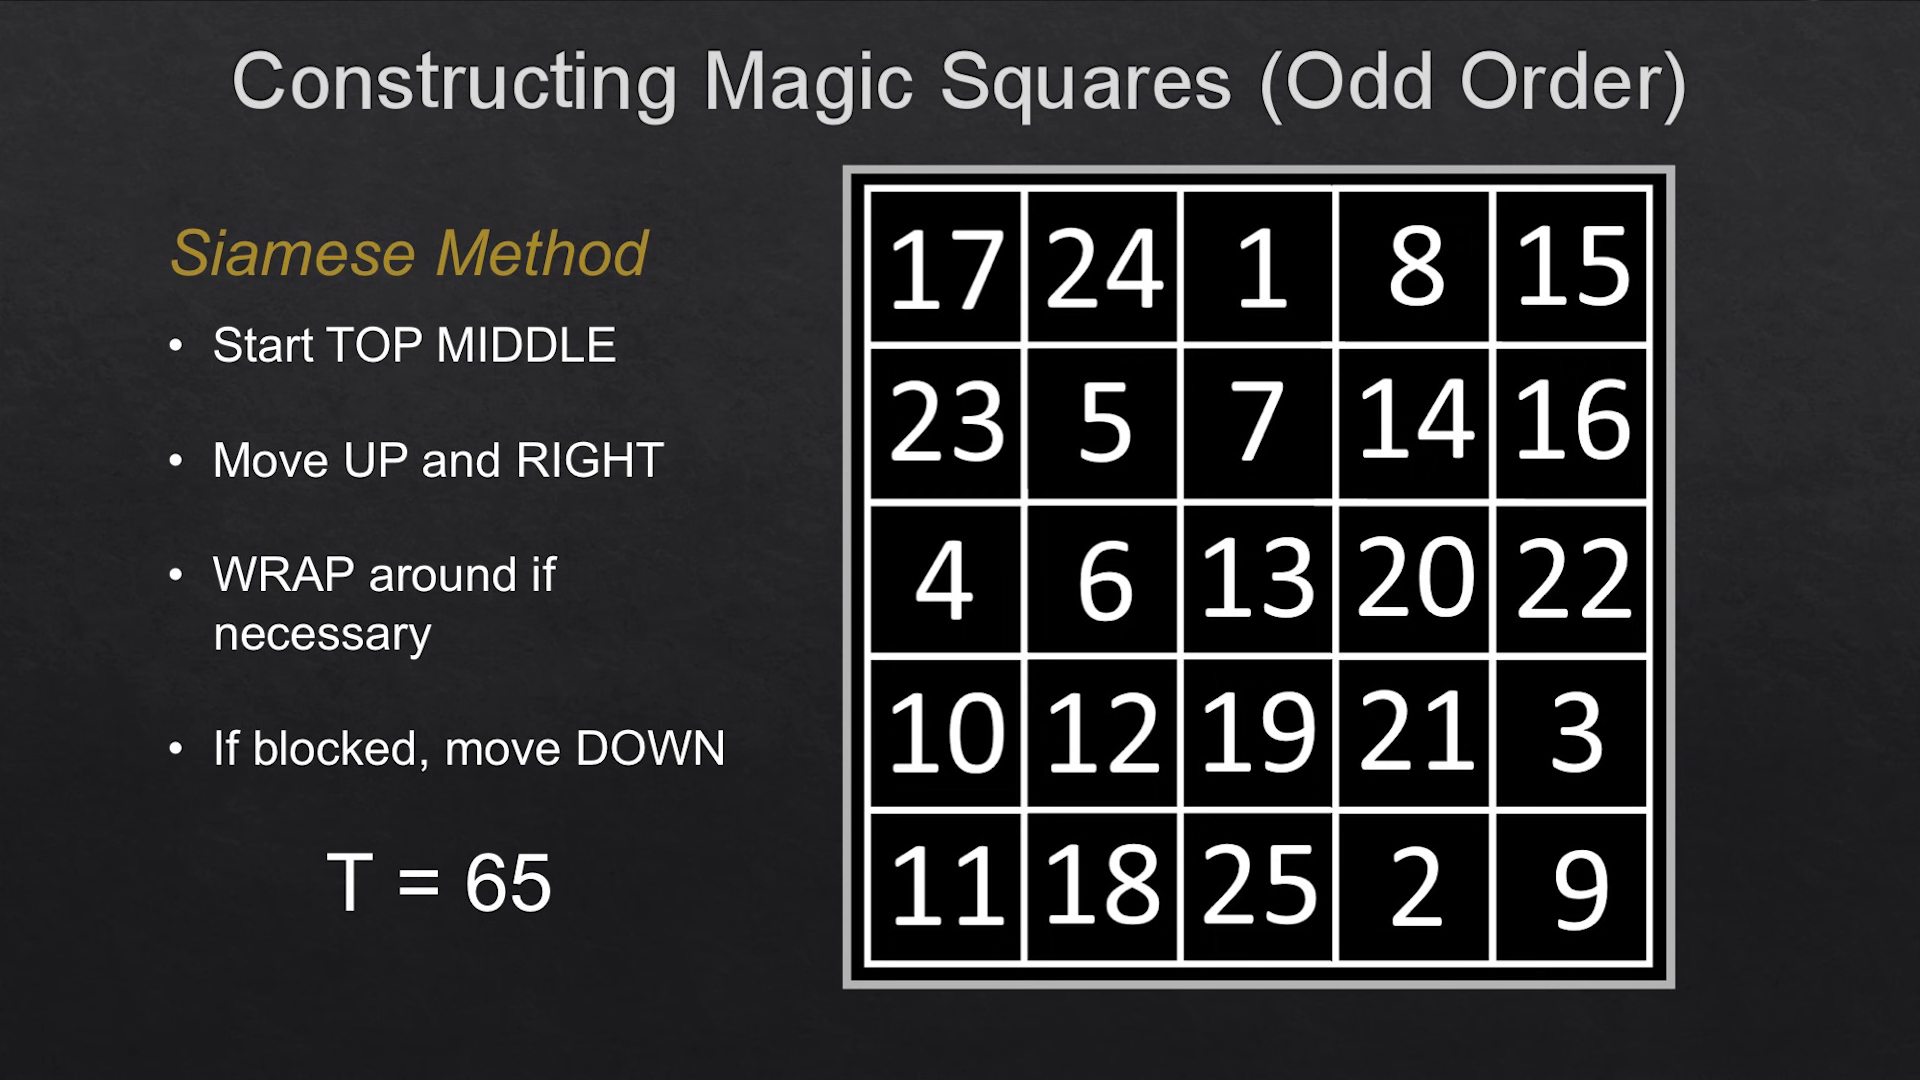 Constructing Magic Squares (Odd Order)
Siamese Method
• Start TOP MIDDLE
• Move UP and RIGHT
• WRAP around if
necessary
• If blocked, move DOWN
T = 65
17 24 1 8 15
23 5 7 14 16
4 6 13 20 22
10 12 19 21 3
11 18 25 2 9